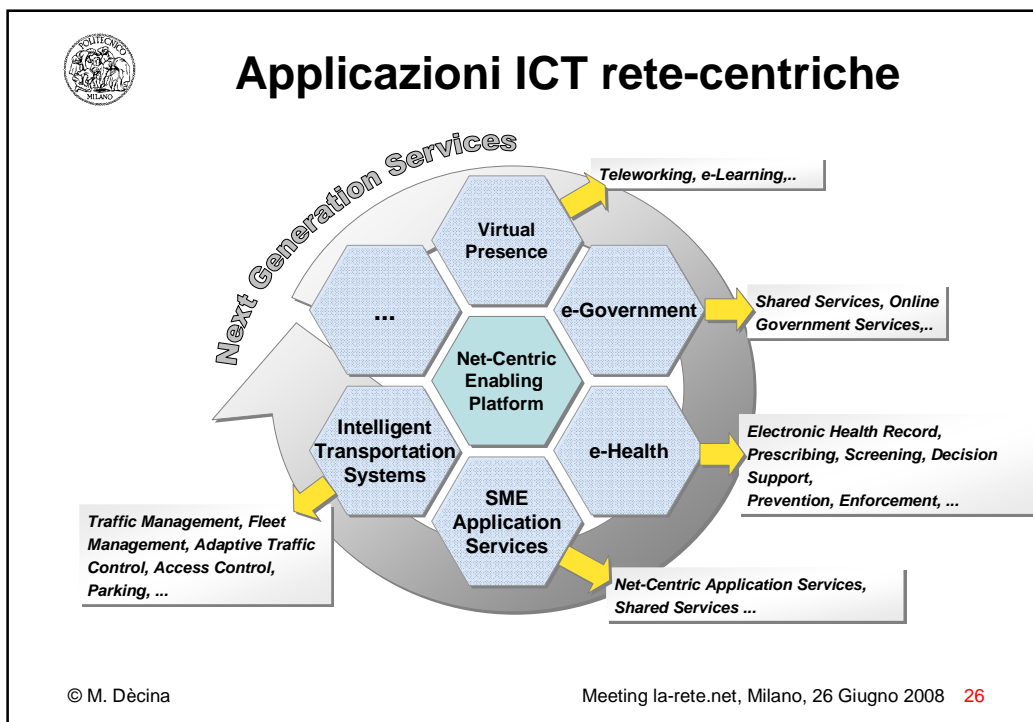 POLITECNICO
MILANO
Applicazioni ICT rete-centriche
Next Generation Services
Teleworking, e-Learning,..
Virtual
Presence
...
e-Government
Shared Services, Online
Government Services,..
Net-Centric
Enabling
Platform
Intelligent
Transportation
Systems
e-Health
Electronic Health Record,
Prescribing, Screening, Decision
Support,
Prevention, Enforcement, ...
SME
Application
Services
Traffic Management, Fleet
Management, Adaptive Traffic
Control, Access Control,
Parking, ...
Net-Centric Application Services,
Shared Services ...
© M. Dècina
Meeting la-rete.net, Milano, 26 Giugno 2008 26